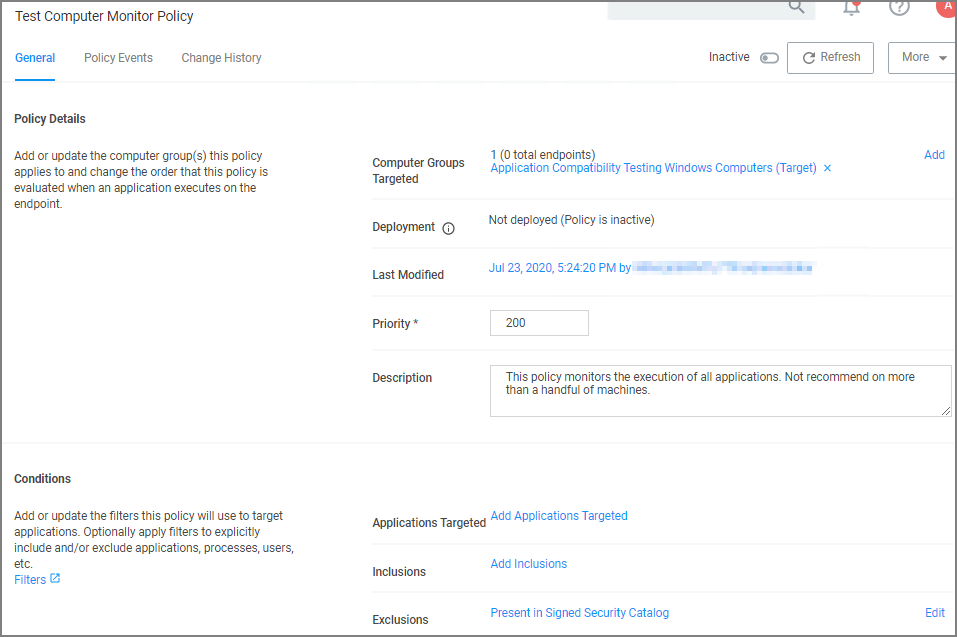 Test Computer Monitor Policy
A
General Policy Events Change History
Inactive Refresh More
Policy Details
Add or update the computer group(s) this policy
applies to and change the order that this policy is
evaluated when an application executes on the
endpoint.
Computer Groups
Targeted
1 (0 total endpoints)
Application Compatibility Testing Windows Computers (Target) ×
Add
Deployment
Not deployed (Policy is inactive)
Last Modified
Jul 23, 2020, 5:24:20 PM by
Priority *
200
Description
This policy monitors the execution of all applications. Not recommend on more
than a handful of machines.
Conditions
Add or update the filters this policy will use to target
applications. Optionally apply filters to explicitly
include and/or exclude applications, processes, users,
etc.
Filters
Applications Targeted
Add Applications Targeted
Inclusions
Add Inclusions
Exclusions
Present in Signed Security Catalog
Edit